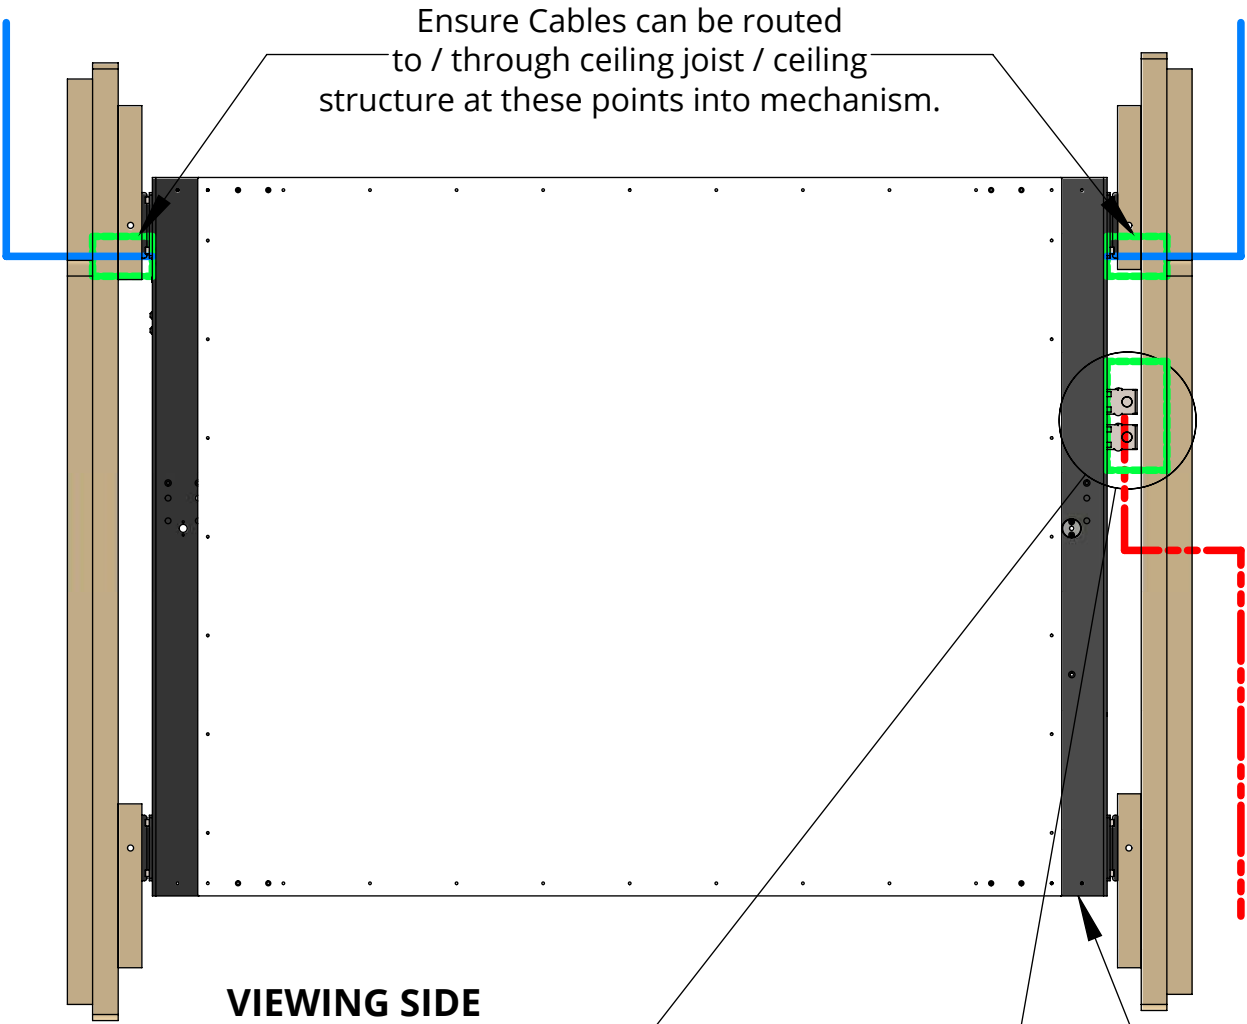 Ensure Cables can be routed
to / through ceiling joist / ceiling
structure at these points into mechanism.
VIEWING SIDE